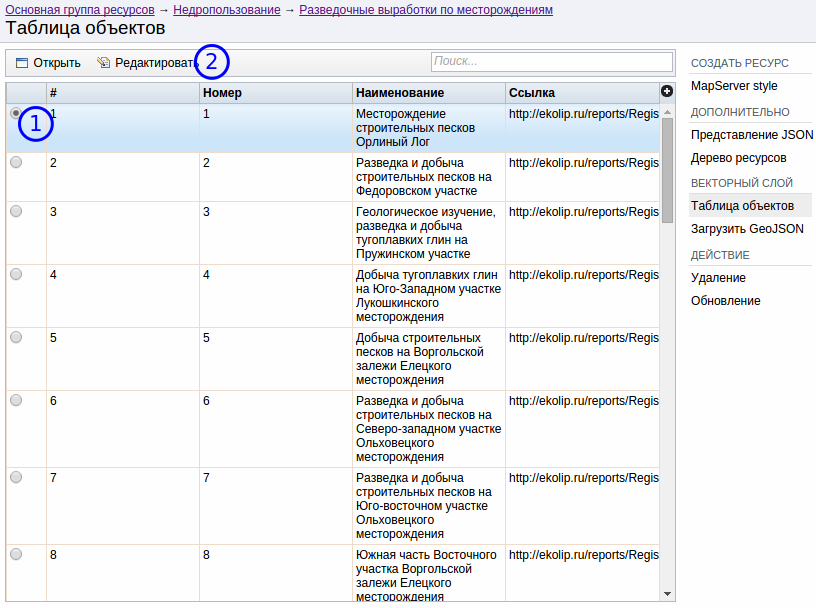 Основная группа ресурсов → Недропользование → Разведочные выработки по месторождениям
Таблица объектов
Открыть Редактировать 2 Поиск...
# Номер Наименование Ссылка
1 1 1 Месторождение http://ekolip.ru/reports/Regis
строительных песков
Орлиный Лог
2 2 Разведка и добыча http://ekolip.ru/reports/Regis
строительных песков на
Федоровском участке
3 3 Геологическое изучение, http://ekolip.ru/reports/Regis
разведка и добыча
тугоплавких глин на
Пружинском участке
4 4 Добыча тугоплавких глин http://ekolip.ru/reports/Regis
на Юго-Западном участке
Лукошкинского
месторождения
5 5 Добыча строительных http://ekolip.ru/reports/Regis
песков на Воргольской
залежи Елецкого
месторождения
6 6 Разведка и добыча http://ekolip.ru/reports/Regis
строительных песков на
Северо-западном участке
Ольховецкого
месторождения
7 7 Разведка и добыча http://ekolip.ru/reports/Regis
строительных песков на
Юго-восточном участке
Ольховецкого
месторождения
8 8 Южная часть Восточного http://ekolip.ru/reports/Regis
участка Воргольской
залежи Елецкого
месторождения
СОЗДАТЬ РЕСУРС
MapServer style
ДОПОЛНИТЕЛЬНО
Представление JSON
Дерево ресурсов
ВЕКТОРНЫЙ СЛОЙ
Таблица объектов
Загрузить GeoJSON
ДЕЙСТВИЕ
Удаление
Обновление